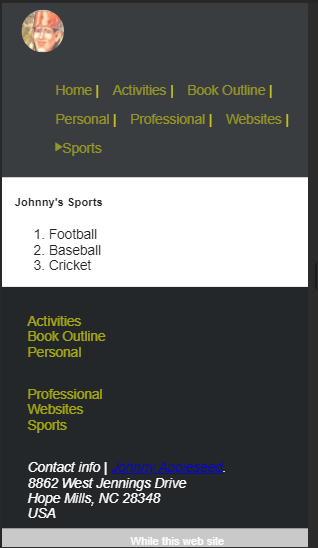 Home | Activities | Book Outline |
Personal | Professional | Websites |
Sports
Johnny's Sports
1. Football
2. Baseball
3. Cricket
Activities
Book Outline
Personal
Professional
Websites
Sports
Contact info | Johnny Appleseed.
8862 West Jennings Drive
Hope Mills, NC 28348
USA
While this web site